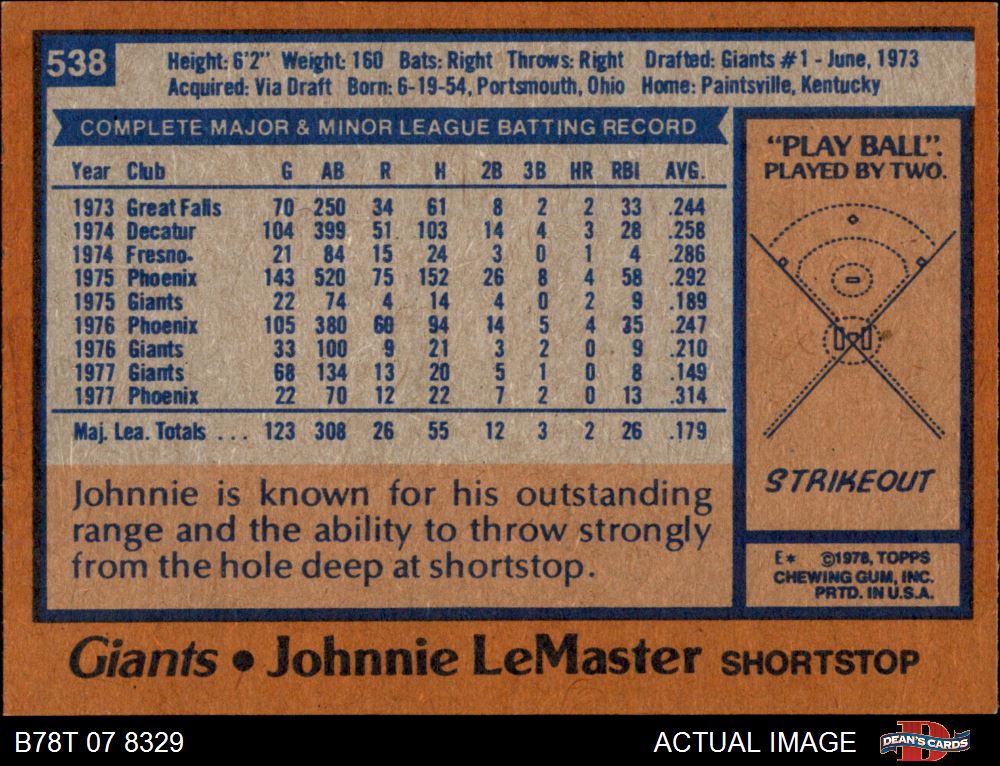 538
Height: 6'2" Weight: 160 Bats: Right Throws: Right Drafted: Giants #1 - June, 1973
Acquired: Via Draft Born: 6-19-54, Portsmouth, Ohio Home: Paintsville, Kentucky
COMPLETE MAJOR & MINOR LEAGUE BATTING RECORD
Year Club G AB R H 2B 3B HR RBI AVG.
1973 Great Falls 70 250 34 61 8 2 2 33 .244
1974 Decatur 104 399 51 103 14 4 3 28 .258
1974 Fresno 21 84 15 24 3 0 1 4 .286
1975 Phoenix 143 520 75 152 26 8 4 58 .292
1975 Giants 22 74 4 14 4 0 2 9 .189
1976 Phoenix 105 380 60 94 14 5 4 35 .247
1976 Giants 33 100 9 21 3 2 0 9 .210
1977 Giants 68 134 13 20 5 1 0 8 .149
1977 Phoenix 22 70 12 22 7 2 0 13 .314
Maj. Lea. Totals ... 123 308 26 55 12 3 2 26 .179
Johnnie is known for his outstanding
range and the ability to throw strongly
from the hole deep at shortstop.
"PLAY BALL".
PLAYED BY TWO.
STRIKEOUT
E* ©1978, TOPPS
CHEWING GUM, INC.
PRTD. IN U.S.A.
Giants • Johnnie LeMaster SHORTSTOP
B78T 07 8329
ACTUAL IMAGE
DEAN'S CARDS